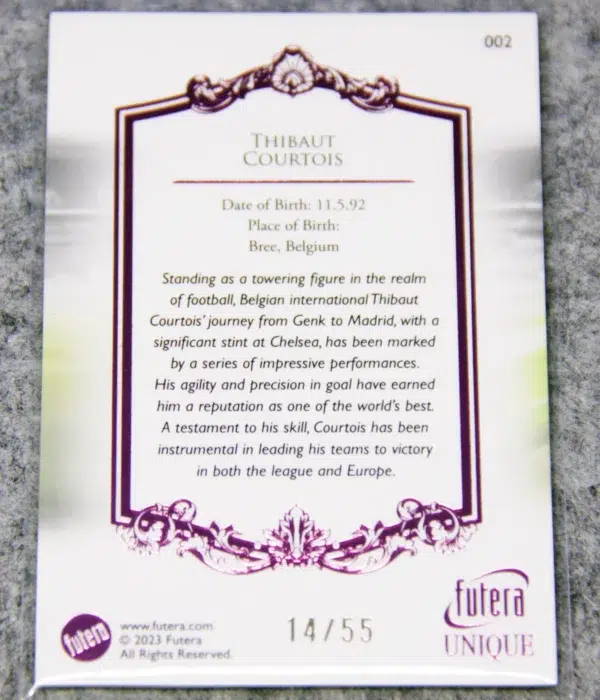 002
THIBAUT
COURTOIS
Date of Birth: 11.5.92
Place of Birth:
Bree, Belgium
Standing as a towering figure in the realm
of football, Belgian international Thibaut
Courtois' journey from Genk to Madrid, with a
significant stint at Chelsea, has been marked
by a series of impressive performances.
His agility and precision in goal have earned
him a reputation as one of the world's best.
A testament to his skill, Courtois has been
instrumental in leading his teams to victory
in both the league and Europe.
futera
www.futera.com
© 2023 Futera
All Rights Reserved.
14/55
futera
UNIQUE